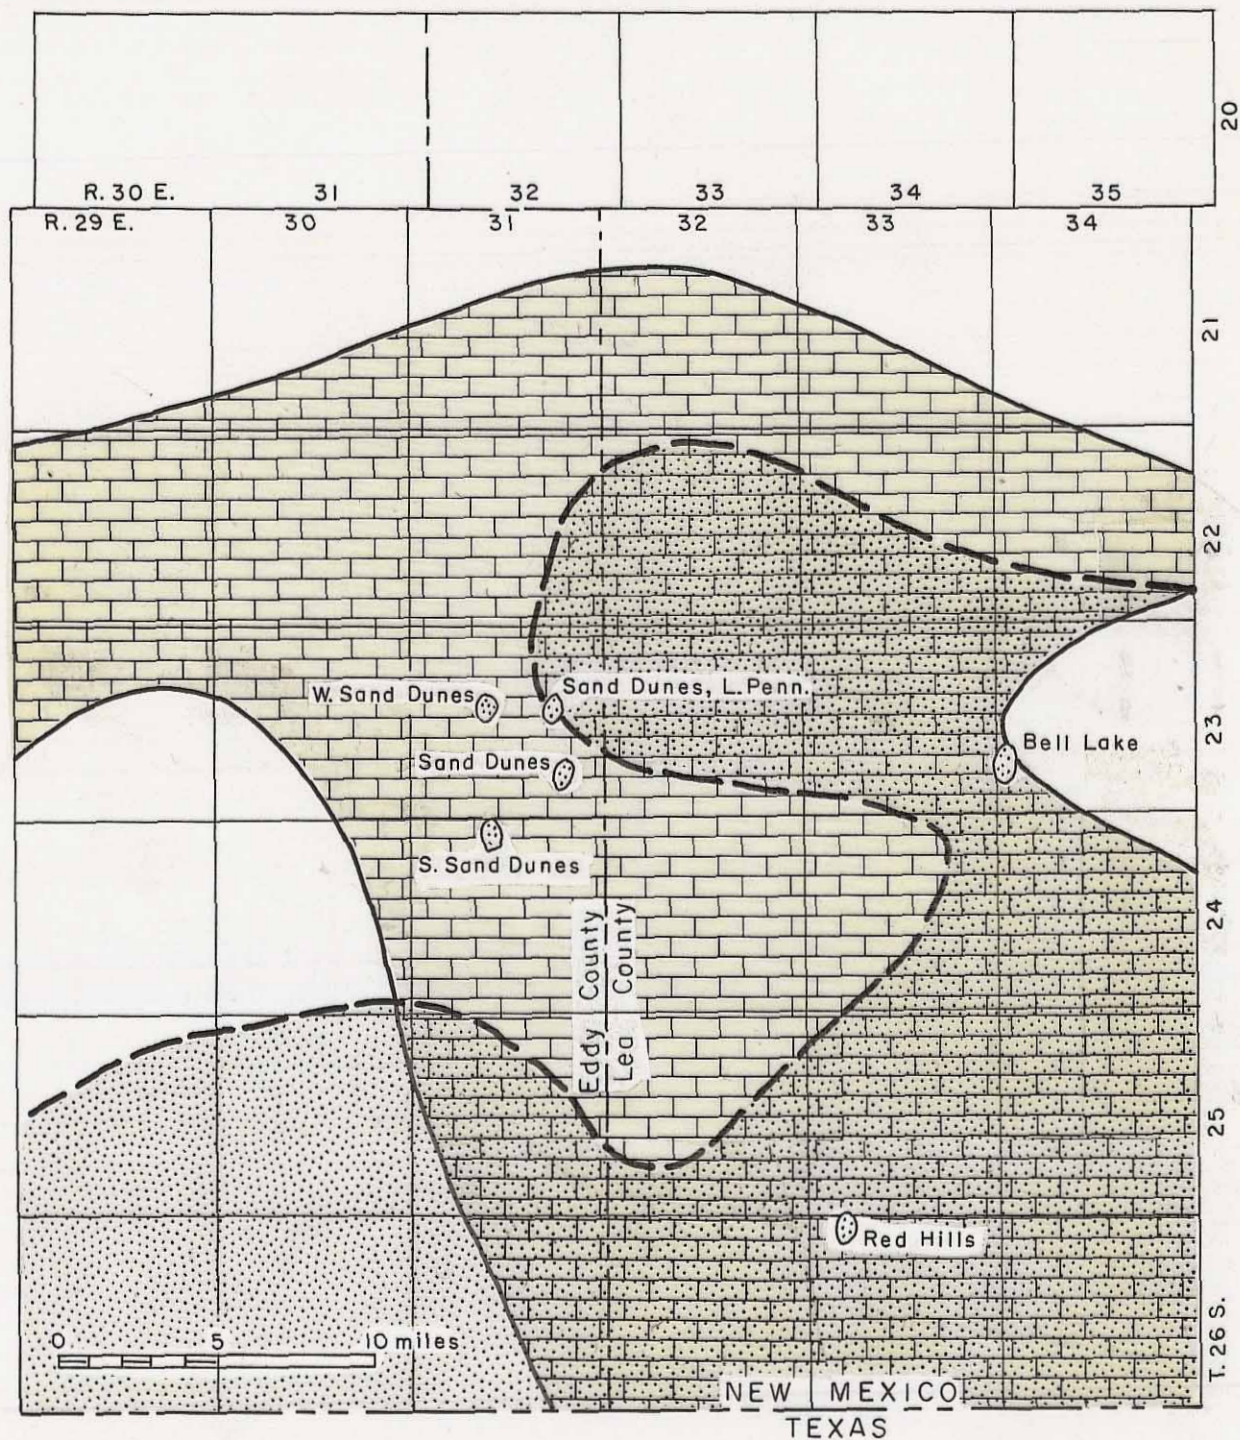 20
R. 30 E. 31 32 33 34 35
R. 29 E. 30 31 32 33 34
21
22
W. Sand Dunes
Sand Dunes, L. Penn.
23
Bell Lake
Sand Dunes
S. Sand Dunes
24
Eddy County
Lea County
25
Red Hills
T. 26 S.
0 5 10 miles
NEW MEXICO
TEXAS